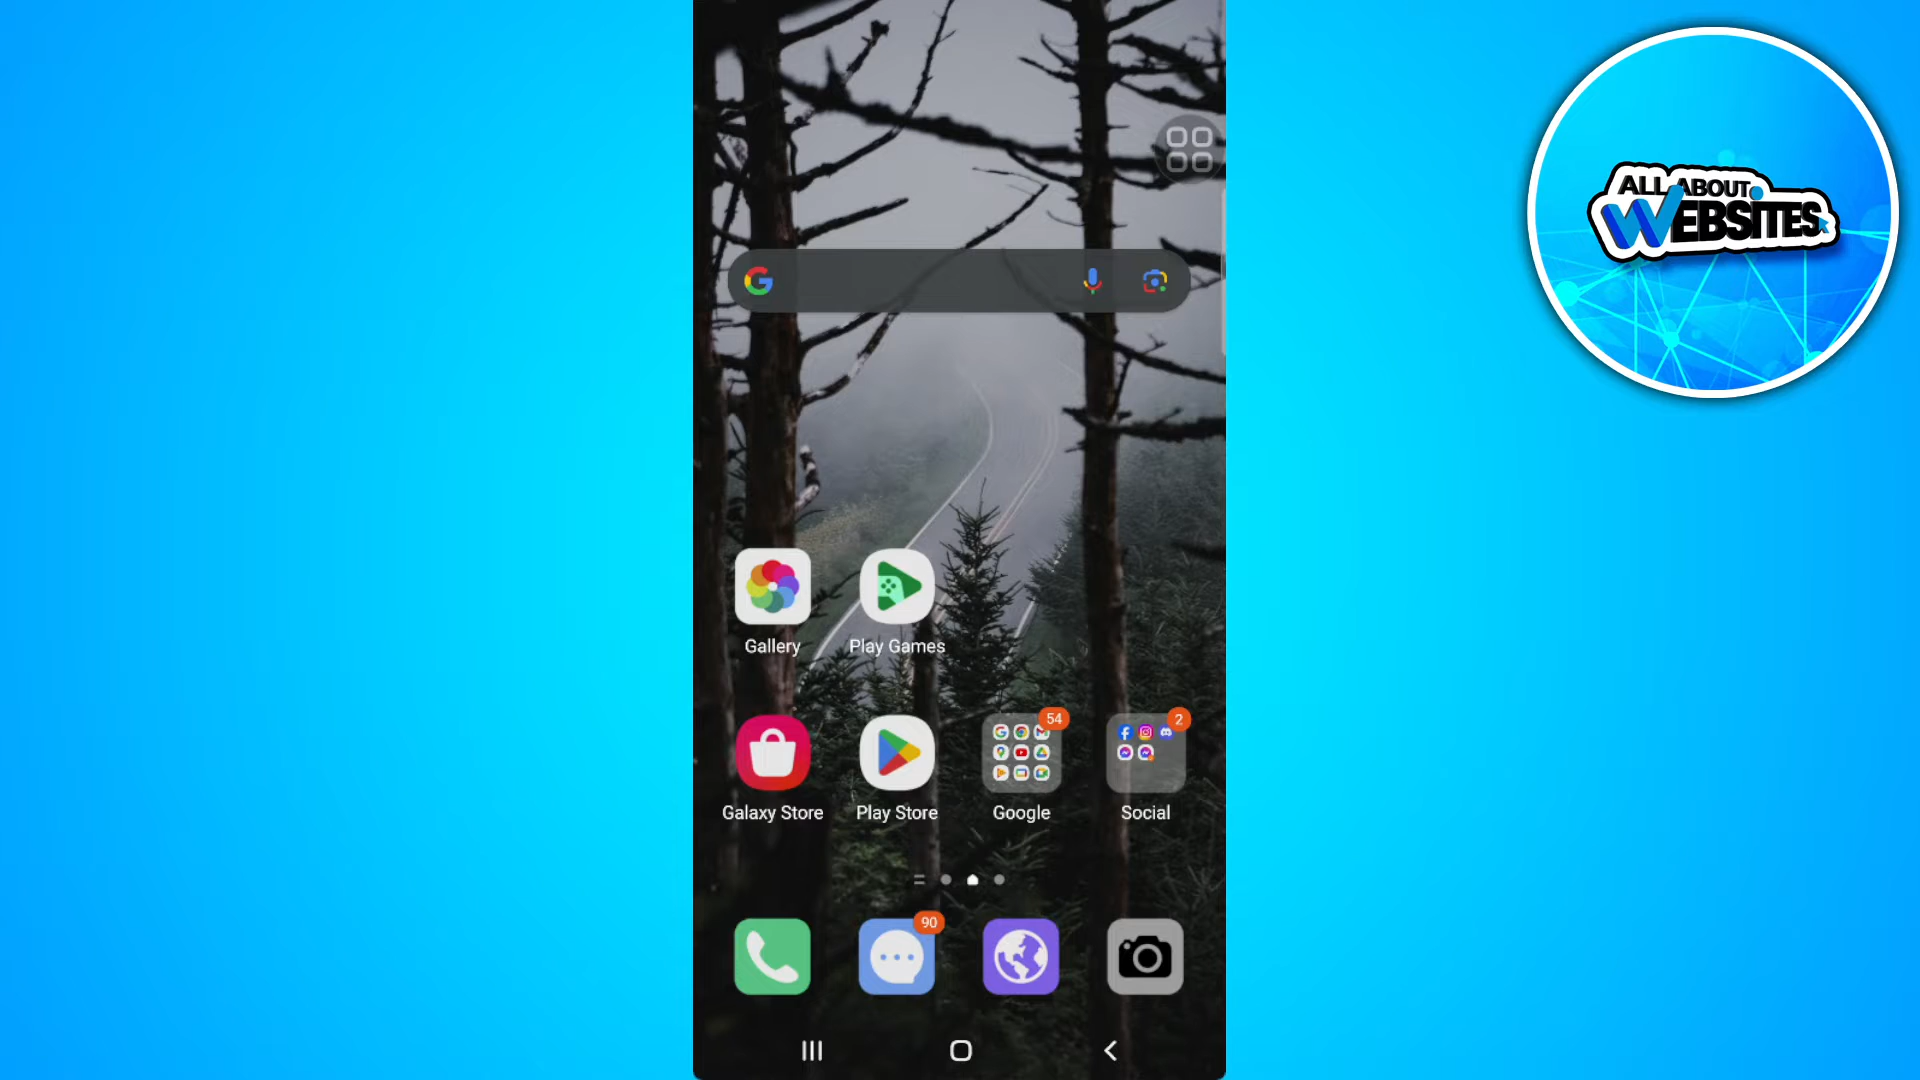 ALL ABOUT
WEBSITES
Gallery
Play Games
54
2
Galaxy Store
Play Store
Google
Social
90